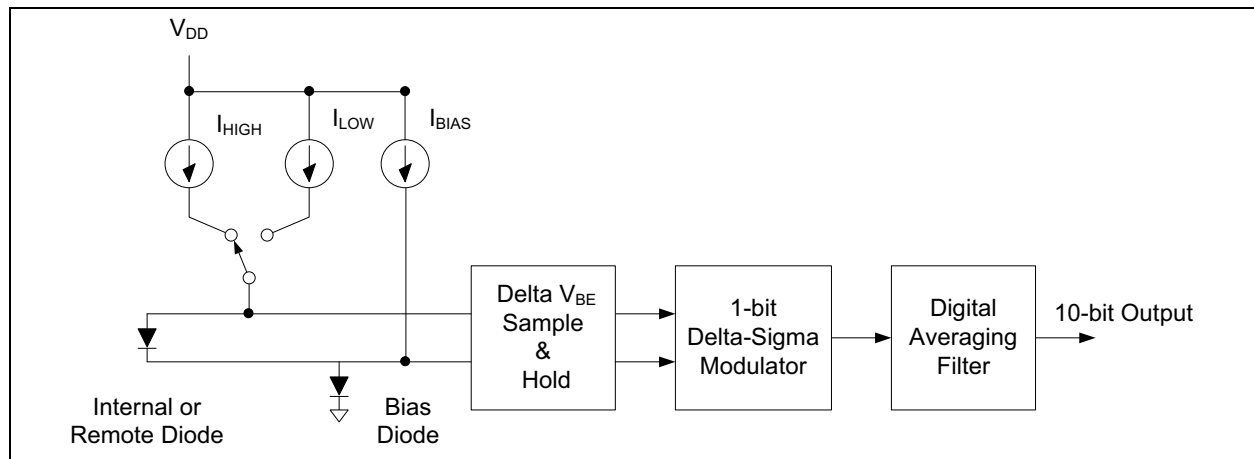 V_DD
I_HIGH
I_LOW
I_BIAS
Delta V_BE
Sample
&
Hold
1-bit
Delta-Sigma
Modulator
Digital
Averaging
Filter
10-bit Output
Internal or
Remote Diode
Bias
Diode